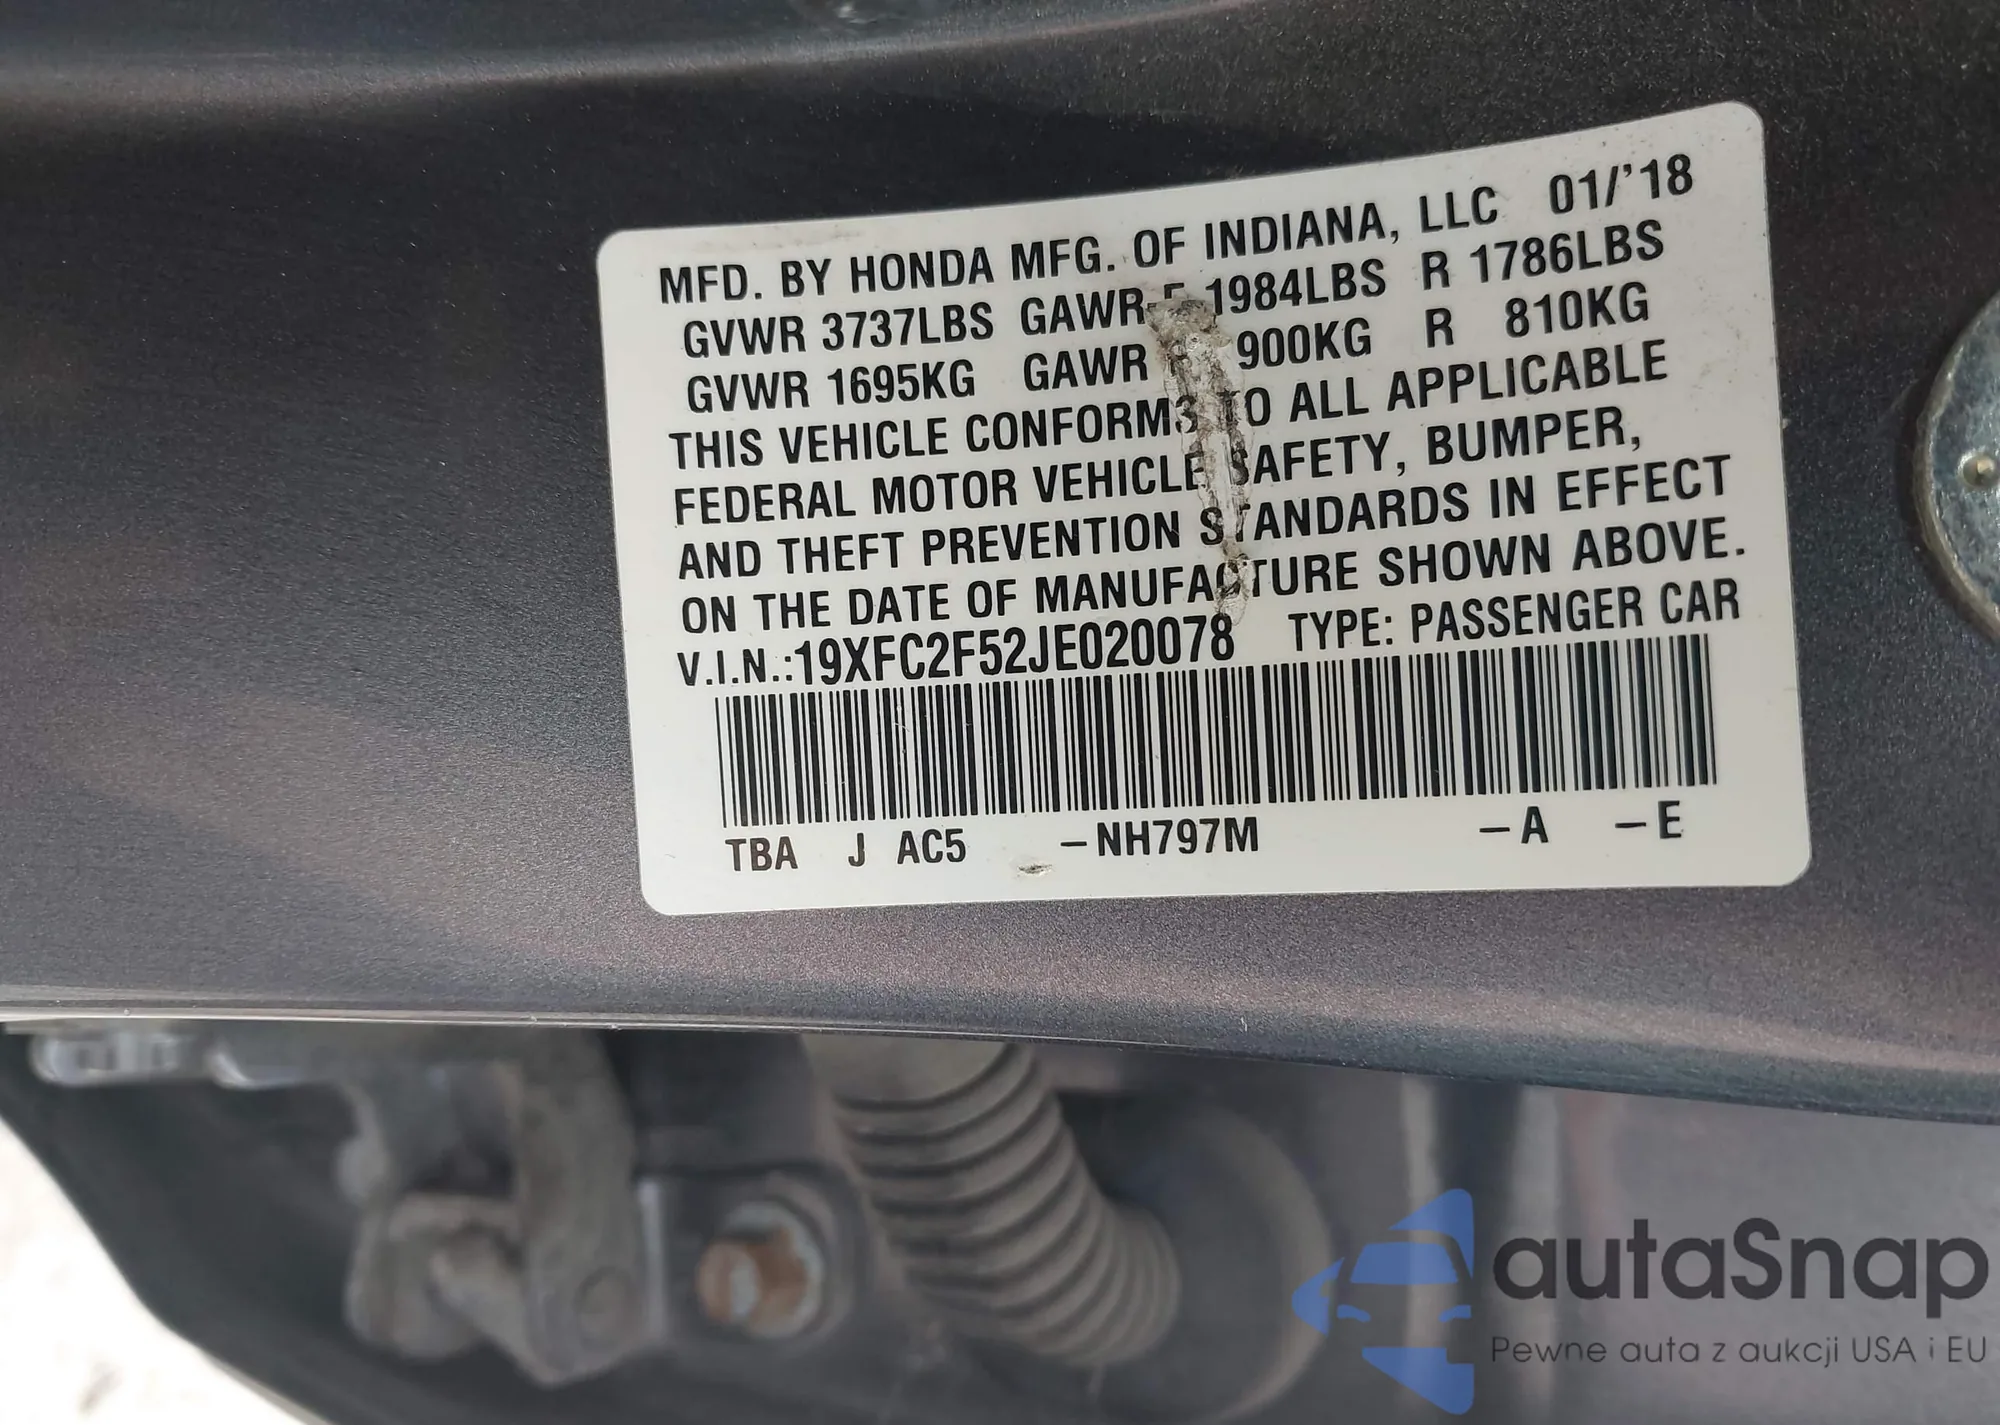 MFD. BY HONDA MFG. OF INDIANA, LLC 01/'18
GVWR 3737LBS GAWR F 1984LBS R 1786LBS
GVWR 1695KG GAWR 900KG R 810KG
THIS VEHICLE CONFORMS TO ALL APPLICABLE
FEDERAL MOTOR VEHICLE SAFETY, BUMPER,
AND THEFT PREVENTION STANDARDS IN EFFECT
ON THE DATE OF MANUFACTURE SHOWN ABOVE.
V.I.N.:19XFC2F52JE020078 TYPE: PASSENGER CAR
TBA J AC5 –NH797M –A –E
autaSnap
Pewne auta z aukcji USA i EU